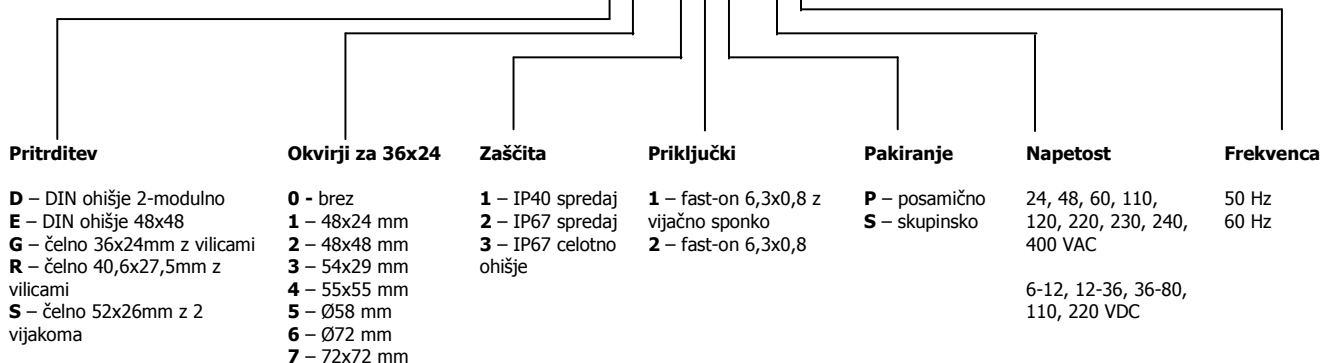 Pritrditev
D – DIN ohišje 2-modulno
E – DIN ohišje 48x48
G – čelno 36x24mm z vilicami
R – čelno 40,6x27,5mm z
vilicami
S – čelno 52x26mm z 2
vijakoma
Okvirji za 36x24
0 - brez
1 – 48x24 mm
2 – 48x48 mm
3 – 54x29 mm
4 – 55x55 mm
5 – Ø58 mm
6 – Ø72 mm
7 – 72x72 mm
Zaščita
1 – IP40 spredaj
2 – IP67 spredaj
3 – IP67 celotno
ohišje
Priključki
1 – fast-on 6,3x0,8 z
vijačno sponko
2 – fast-on 6,3x0,8
Pakiranje
P – posamično
S – skupinsko
Napetost
24, 48, 60, 110,
120, 220, 230, 240,
400 VAC
6-12, 12-36, 36-80,
110, 220 VDC
Frekvenca
50 Hz
60 Hz